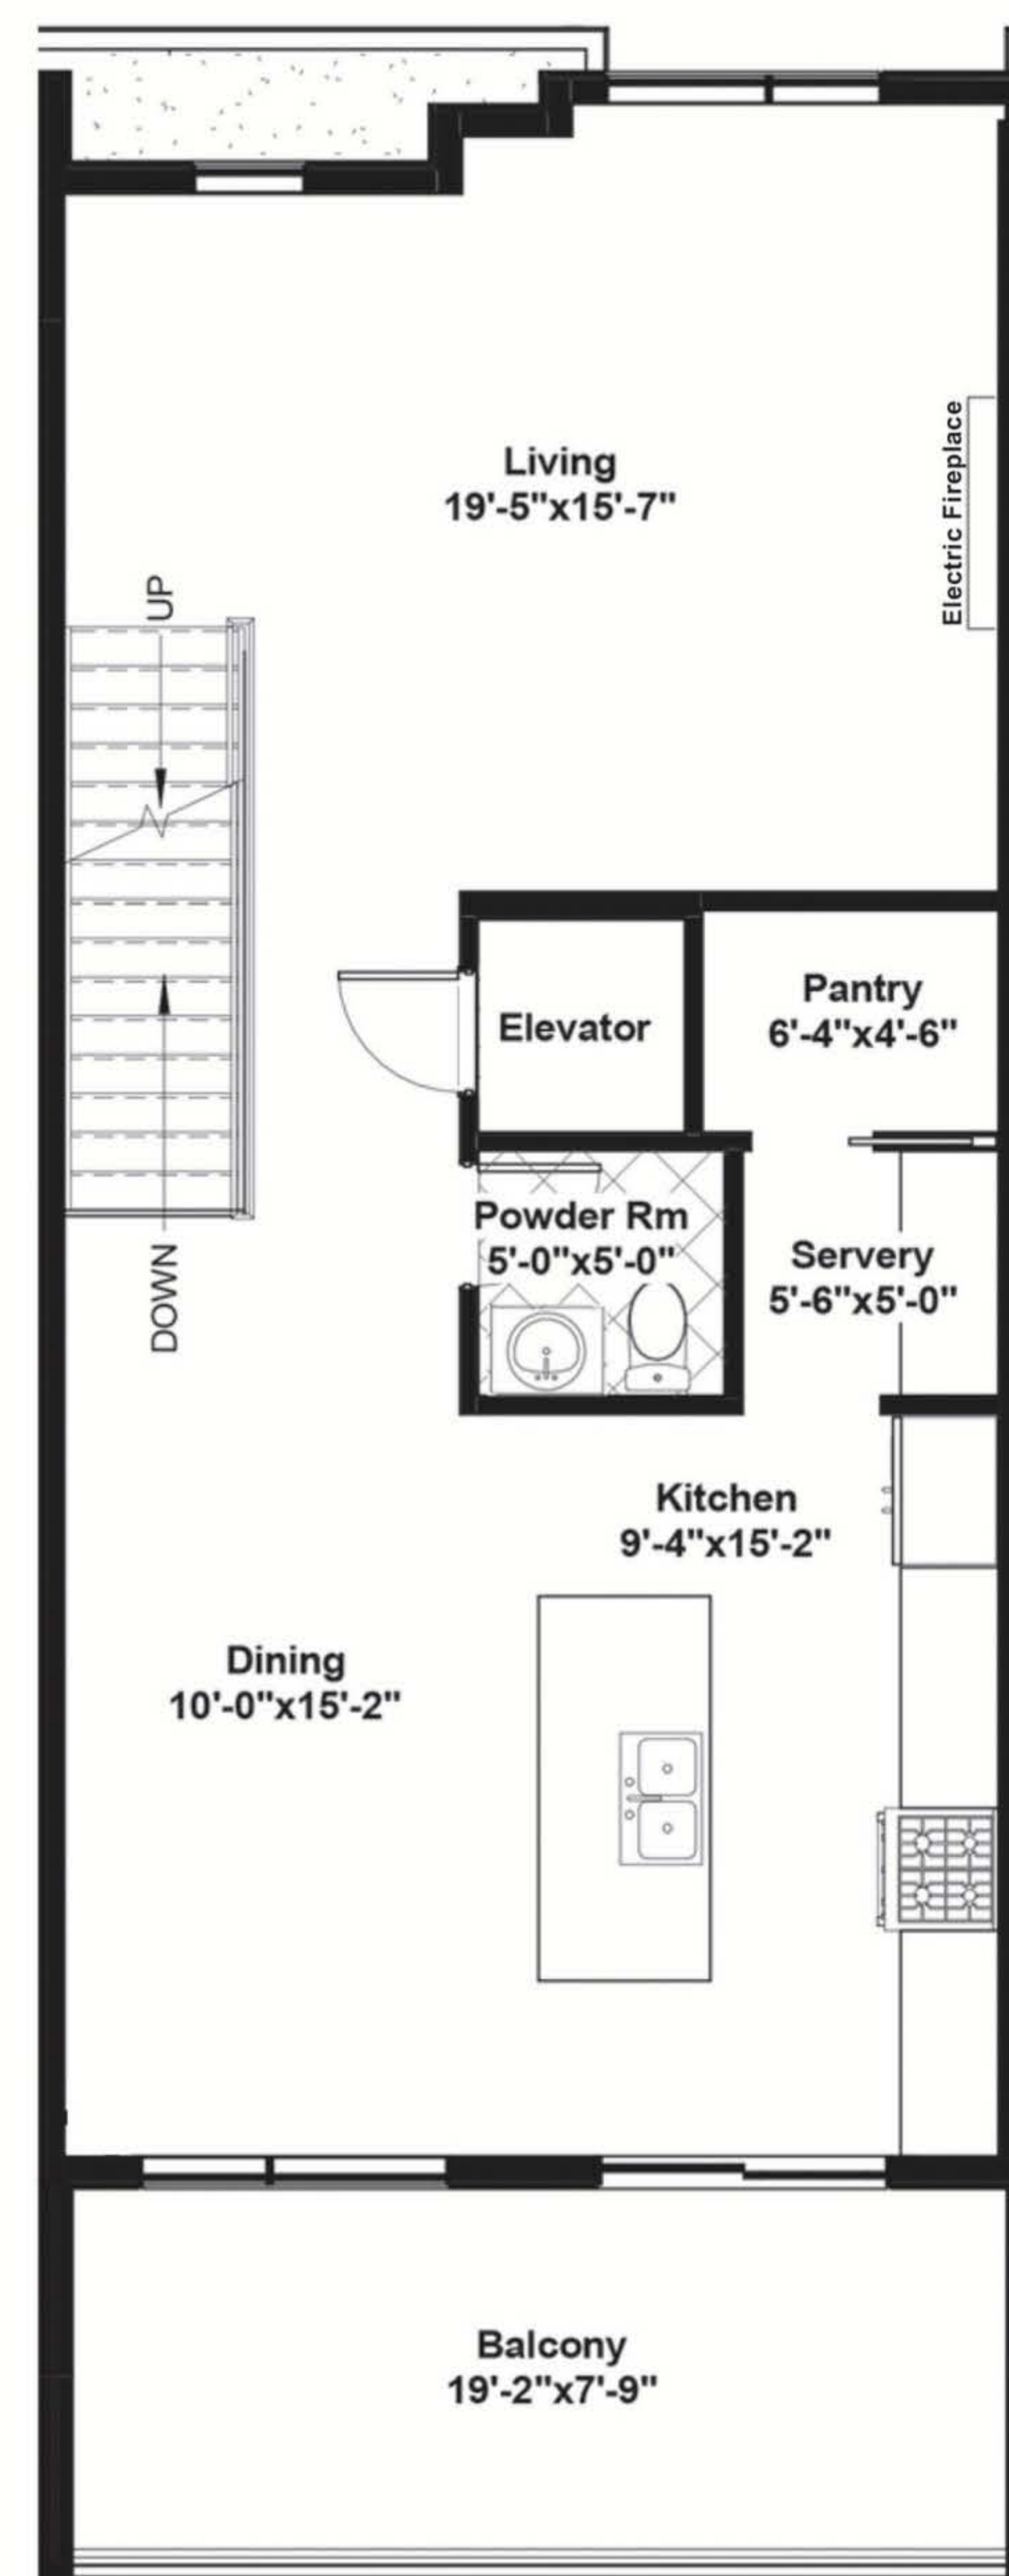 Living
19'-5"x15'-7"
Electric Fireplace
UP
Elevator
Pantry
6'-4"x4'-6"
Powder Rm
5'-0"x5'-0"
Servery
5'-6"x5'-0"
DOWN
Kitchen
9'-4"x15'-2"
Dining
10'-0"x15'-2"
Balcony
19'-2"x7'-9"